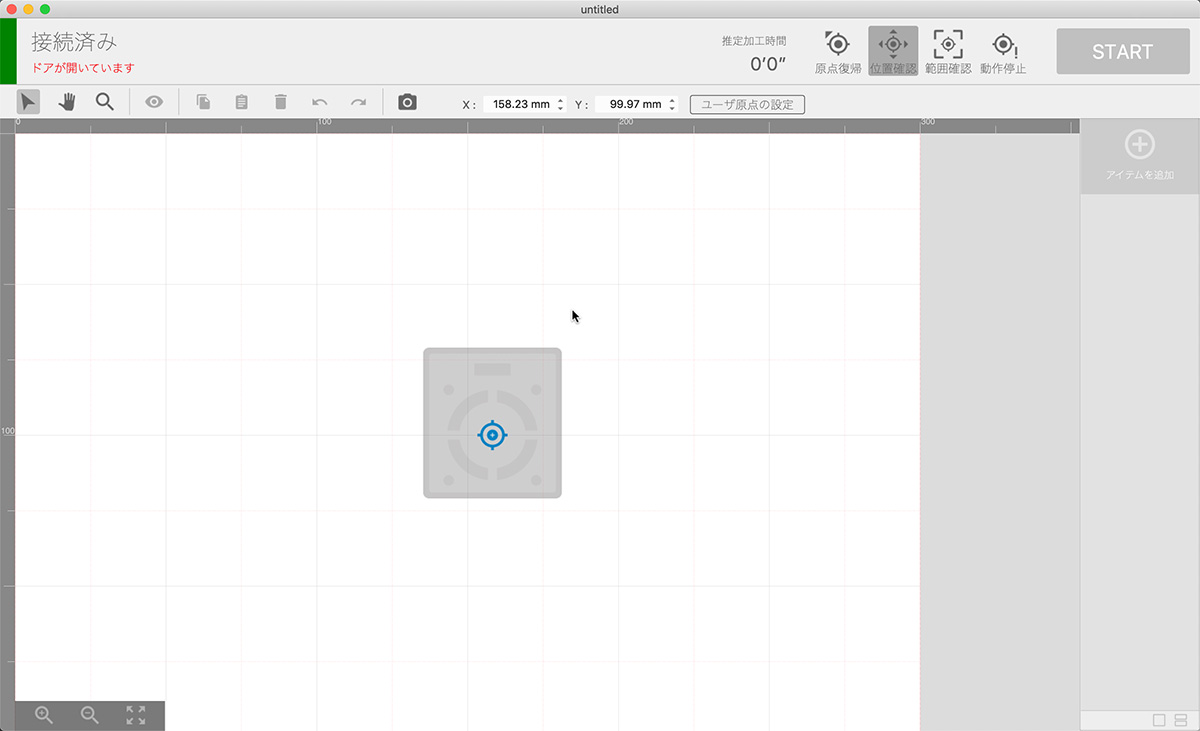 untitled
接続済み
ドアが開いています
推定加工時間
0′0″
原点復帰
位置確認
範囲確認
動作停止
START
X :
158.23 mm
Y :
99.97 mm
ユーザ原点の設定
0
100
200
300
アイテムを追加
100